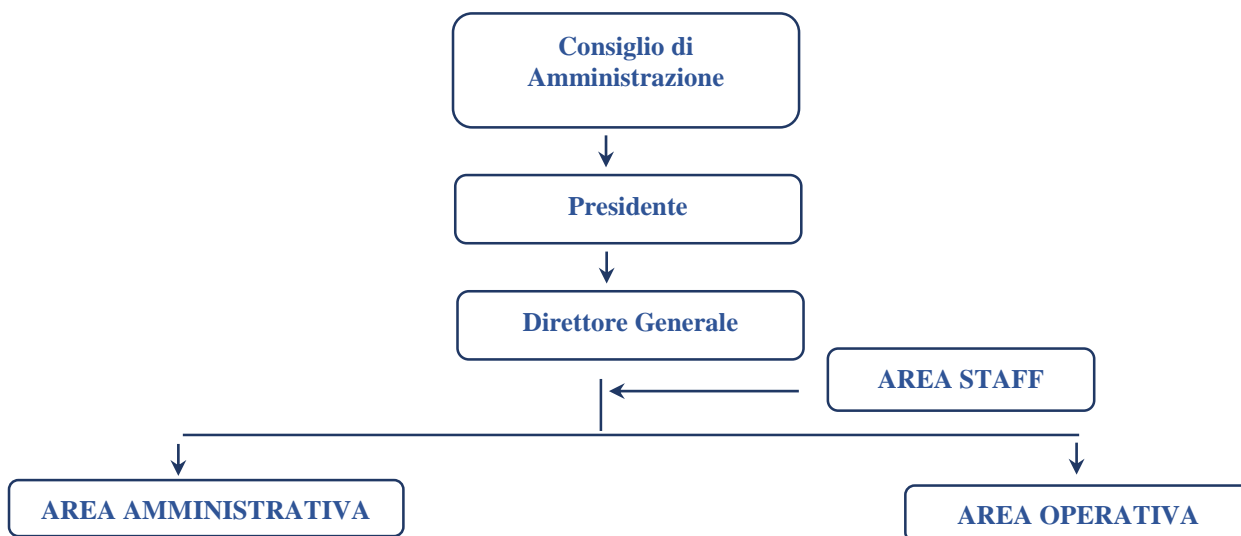 Consiglio di
Amministrazione
Presidente
Direttore Generale
AREA STAFF
AREA AMMINISTRATIVA
AREA OPERATIVA